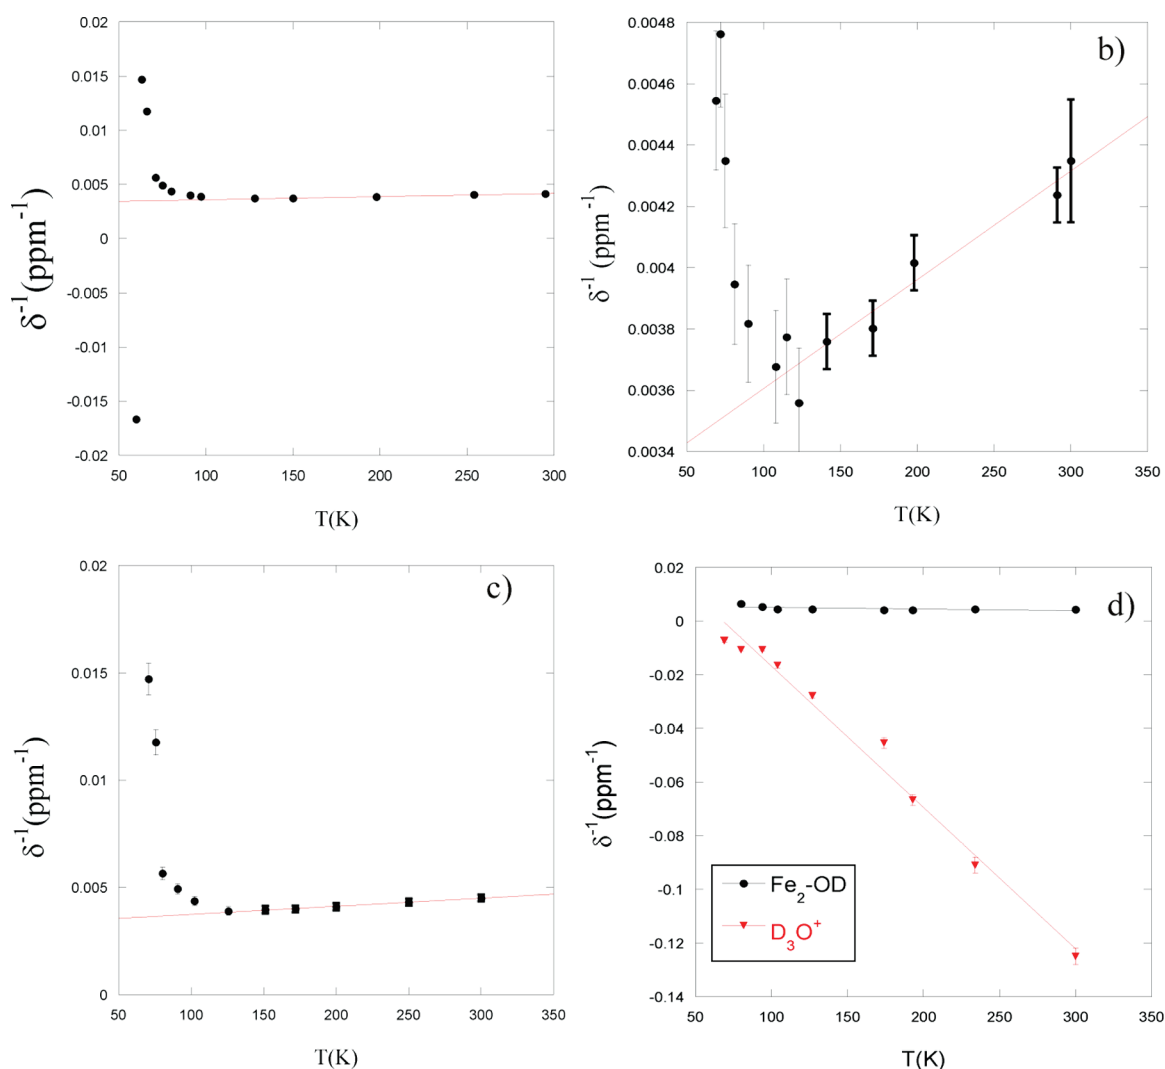 0.02
0.015
0.01
0.005
0
-0.005
-0.01
-0.015
-0.02
50 100 150 200 250 300
T(K)
δ⁻¹(ppm⁻¹)
b)
0.0048
0.0046
0.0044
0.0042
0.004
0.0038
0.0036
0.0034
50 100 150 200 250 300 350
T(K)
δ⁻¹ (ppm⁻¹)
c)
0.02
0.015
0.01
0.005
0
50 100 150 200 250 300 350
T(K)
δ⁻¹(ppm⁻¹)
d)
0.02
0
-0.02
-0.04
-0.06
-0.08
-0.1
-0.12
-0.14
50 100 150 200 250 300 350
T(K)
δ⁻¹(ppm⁻¹)
Fe₂-OD
D₃O⁺